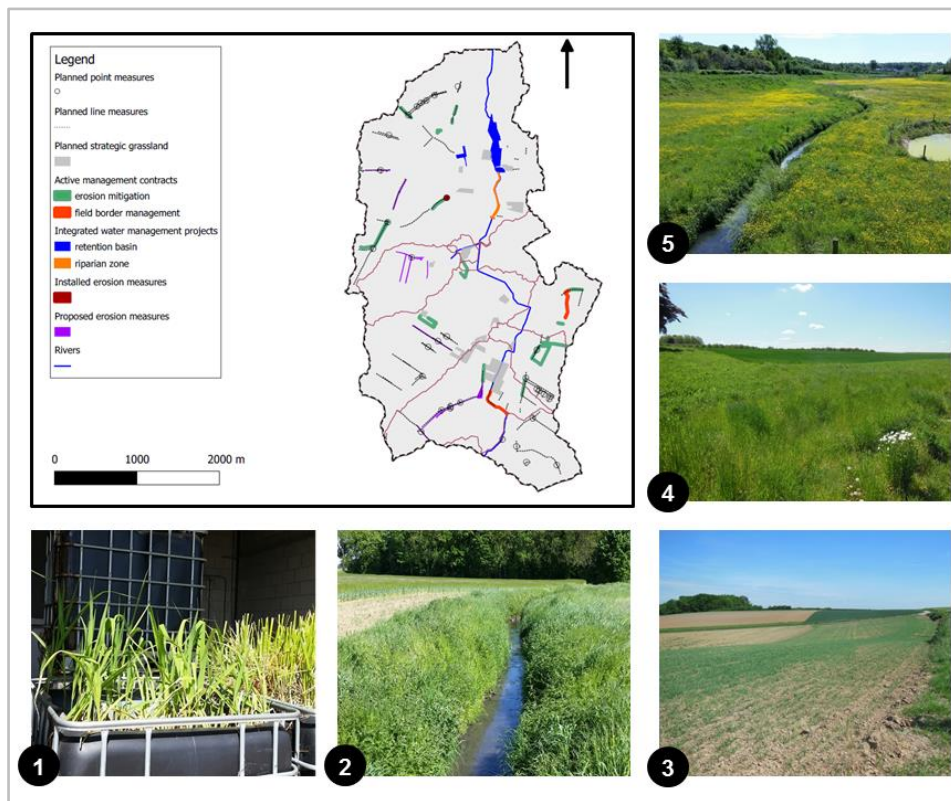 Legend
Planned point measures
Planned line measures
Planned strategic grassland
Active management contracts
erosion mitigation
field border management
Integrated water management projects
retention basin
riparian zone
Installed erosion measures
Proposed erosion measures
Rivers
0 1000 2000 m
5
4
1
2
3